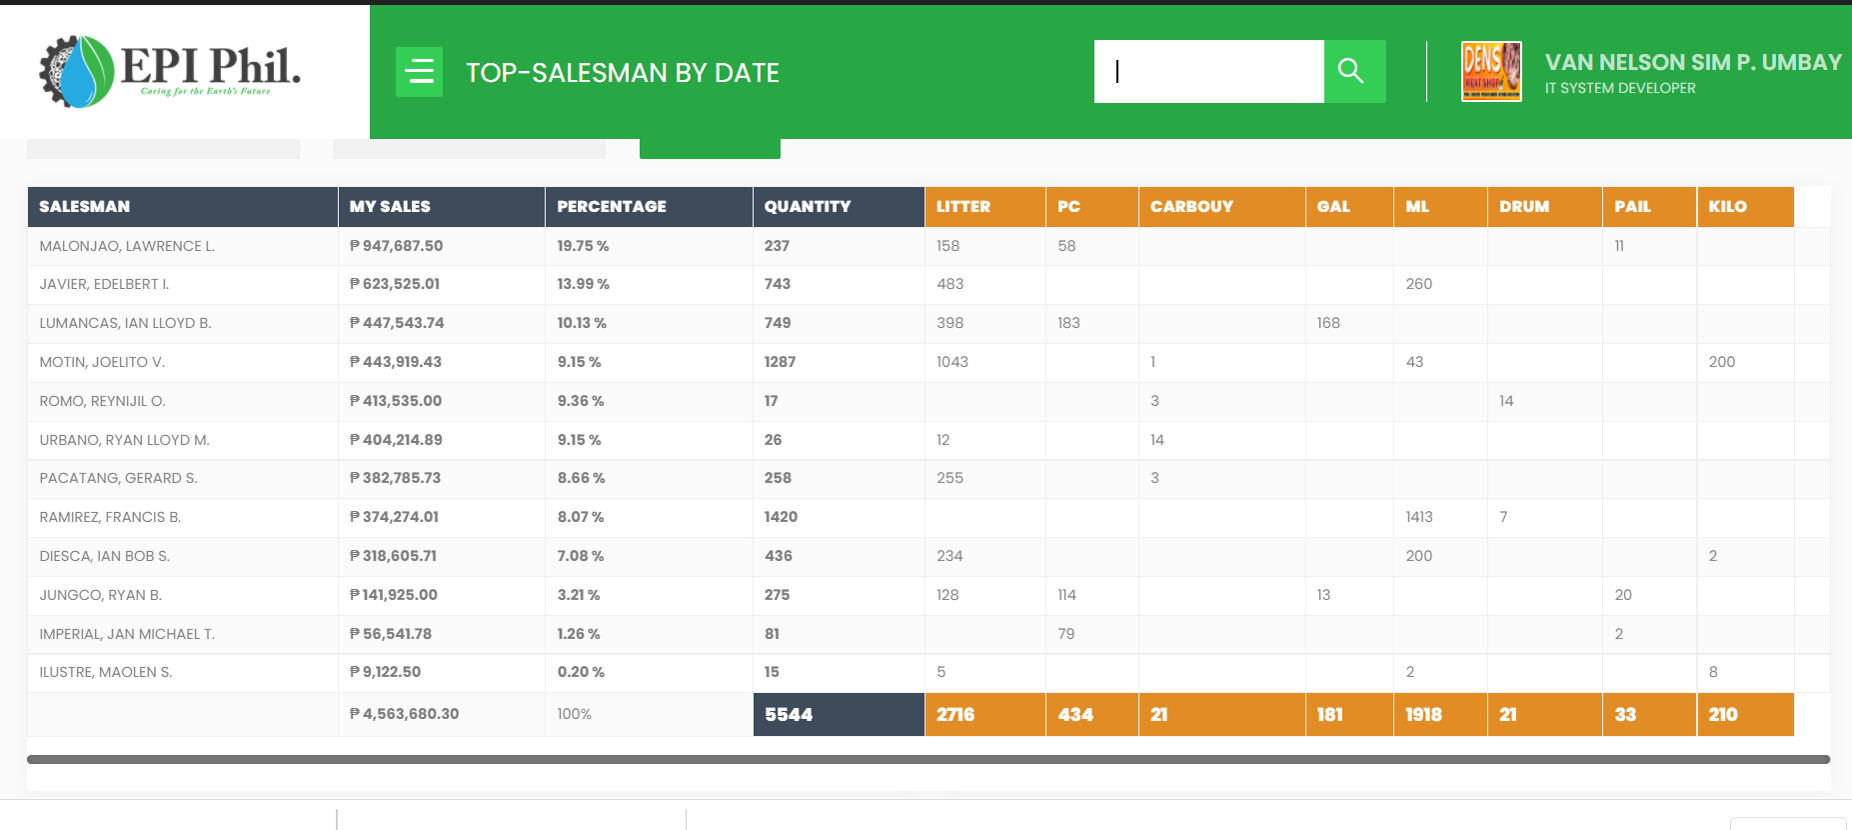 EPI Phil.
Caring for the Earth's Future
TOP-SALESMAN BY DATE
DENS
MEAT SHOP
VAN NELSON SIM P. UMBAY
IT SYSTEM DEVELOPER
SALESMAN MY SALES PERCENTAGE QUANTITY LITTER PC CARBOUY GAL ML DRUM PAIL KILO
MALONJAO, LAWRENCE L. ₱ 947,687.50 19.75 % 237 158 58 11
JAVIER, EDELBERT I. ₱ 623,525.01 13.99 % 743 483 260
LUMANCAS, IAN LLOYD B. ₱ 447,543.74 10.13 % 749 398 183 168
MOTIN, JOELITO V. ₱ 443,919.43 9.15 % 1287 1043 1 43 200
ROMO, REYNIJIL O. ₱ 413,535.00 9.36 % 17 3 14
URBANO, RYAN LLOYD M. ₱ 404,214.89 9.15 % 26 12 14
PACATANG, GERARD S. ₱ 382,785.73 8.66 % 258 255 3
RAMIREZ, FRANCIS B. ₱ 374,274.01 8.07 % 1420 1413 7
DIESCA, IAN BOB S. ₱ 318,605.71 7.08 % 436 234 200 2
JUNGCO, RYAN B. ₱ 141,925.00 3.21 % 275 128 114 13 20
IMPERIAL, JAN MICHAEL T. ₱ 56,541.78 1.26 % 81 79 2
ILUSTRE, MAOLEN S. ₱ 9,122.50 0.20 % 15 5 2 8
₱ 4,563,680.30 100% 5544 2716 434 21 181 1918 21 33 210